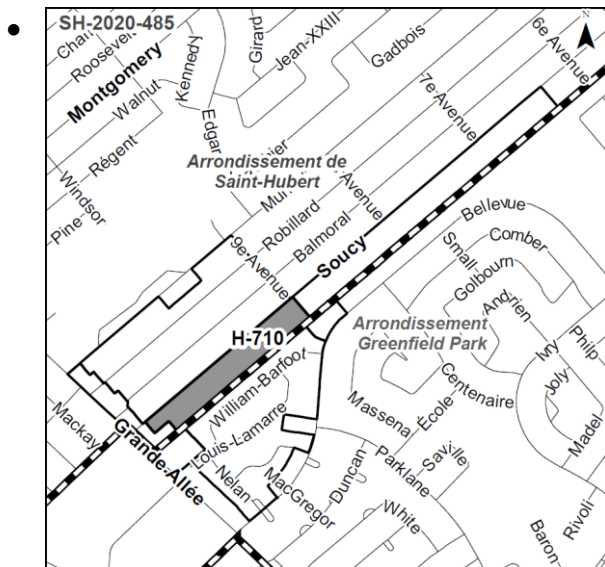 SH-2020-485
Roosevelt
Montgomery
Kennedy
Girard
Jean-XXIII
Gadbois
6e Avenue
7e Avenue
Walnut
Edgar
Régent
Windsor
Pine
Arrondissement de
Saint-Hubert
Avenue
Robillard
Balmoral
9e Avenue
Soucy
Bellevue
Comber
Small
Golbourn
Andrien
Ivry
Philp
Joly
Madel
H-710
Arrondissement
Greenfield Park
William-Barfoot
Centenaire
Massena
École
Mackay
Grande-Allée
Louis-Lamarre
Nelan
MacGregor
Duncan
Parklane
Saville
White
Baron
Rivoli